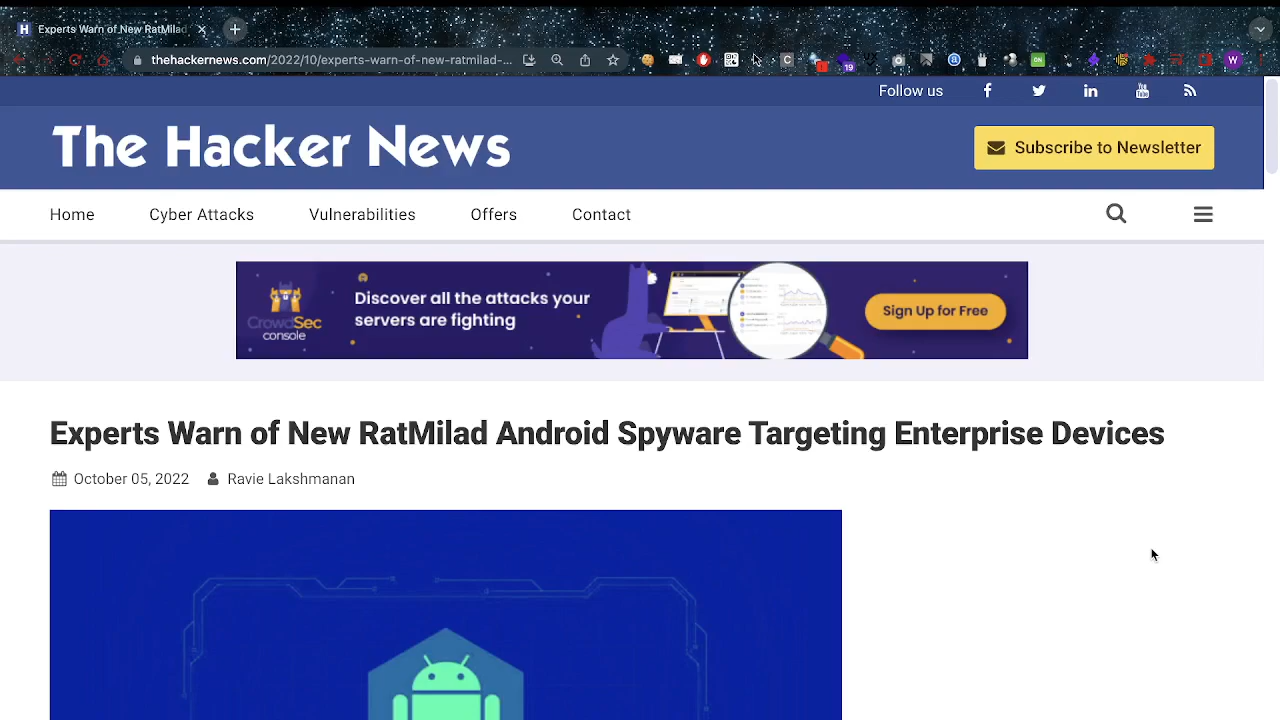 Experts Warn of New RatMilad
thehackernews.com/2022/10/experts-warn-of-new-ratmilad-...
ON
19
W
Follow us
The Hacker News
Subscribe to Newsletter
Home
Cyber Attacks
Vulnerabilities
Offers
Contact
CrowdSec
console
Discover all the attacks your
servers are fighting
Sign Up for Free
Experts Warn of New RatMilad Android Spyware Targeting Enterprise Devices
October 05, 2022
Ravie Lakshmanan